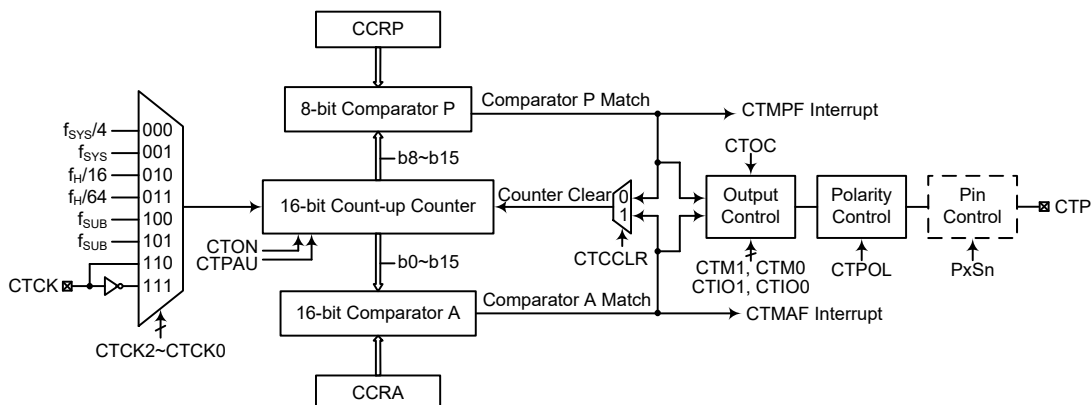 CCRP
8-bit Comparator P
Comparator P Match
CTMPF Interrupt
fSYS/4
000
fSYS
001
fH/16
010
fH/64
011
fSUB
100
fSUB
101
110
111
CTCK
CTCK2~CTCK0
b8~b15
16-bit Count-up Counter
Counter Clear
0
1
CTCCLR
CTON
CTPAU
b0~b15
CTOC
Output
Control
CTM1, CTM0
CTIO1, CTIO0
Polarity
Control
CTPOL
Pin
Control
PxSn
CTP
16-bit Comparator A
Comparator A Match
CTMAF Interrupt
CCRA